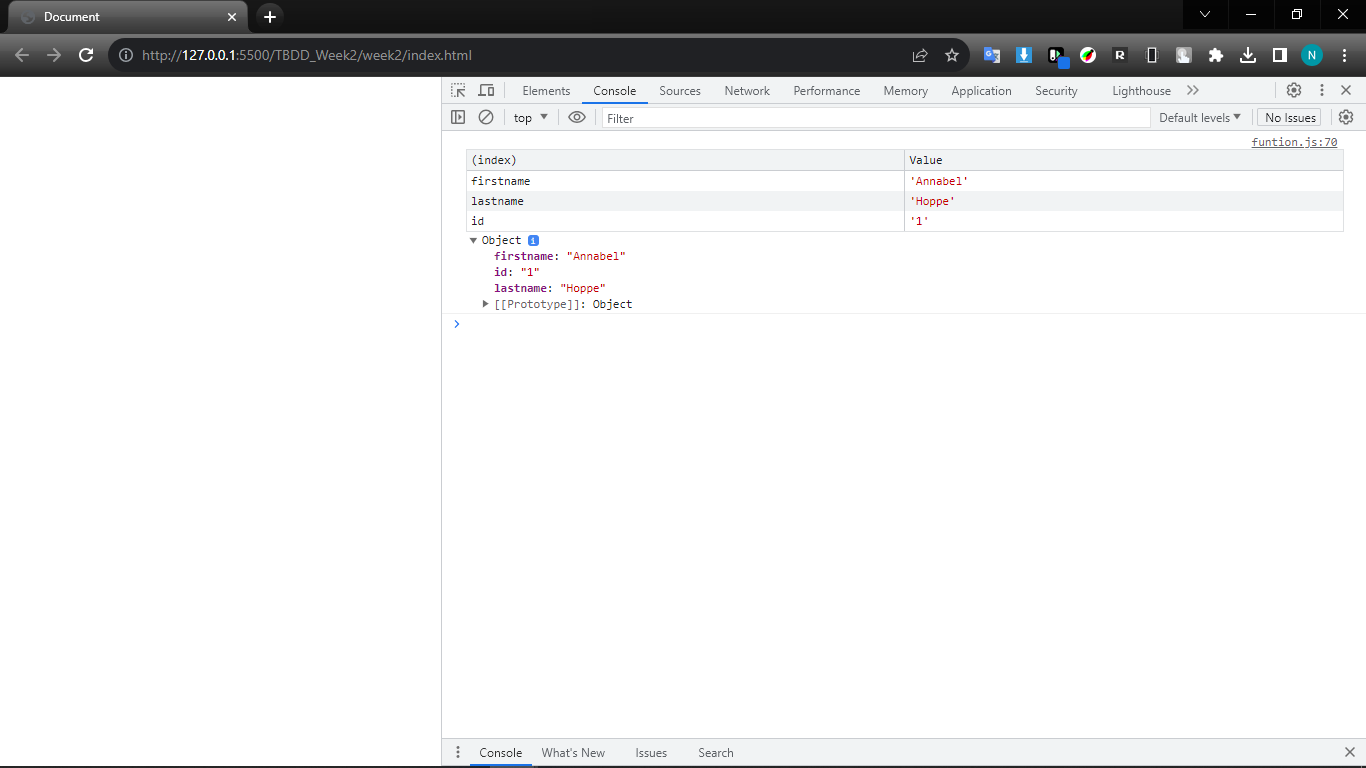 Document
http://127.0.0.1:5500/TBDD_Week2/week2/index.html
R
N
Elements Console Sources Network Performance Memory Application Security Lighthouse
top Filter Default levels No Issues
funtion.js:70
(index) Value
firstname 'Annabel'
lastname 'Hoppe'
id '1'
Object i
firstname: "Annabel"
id: "1"
lastname: "Hoppe"
[[Prototype]]: Object
Console What's New Issues Search